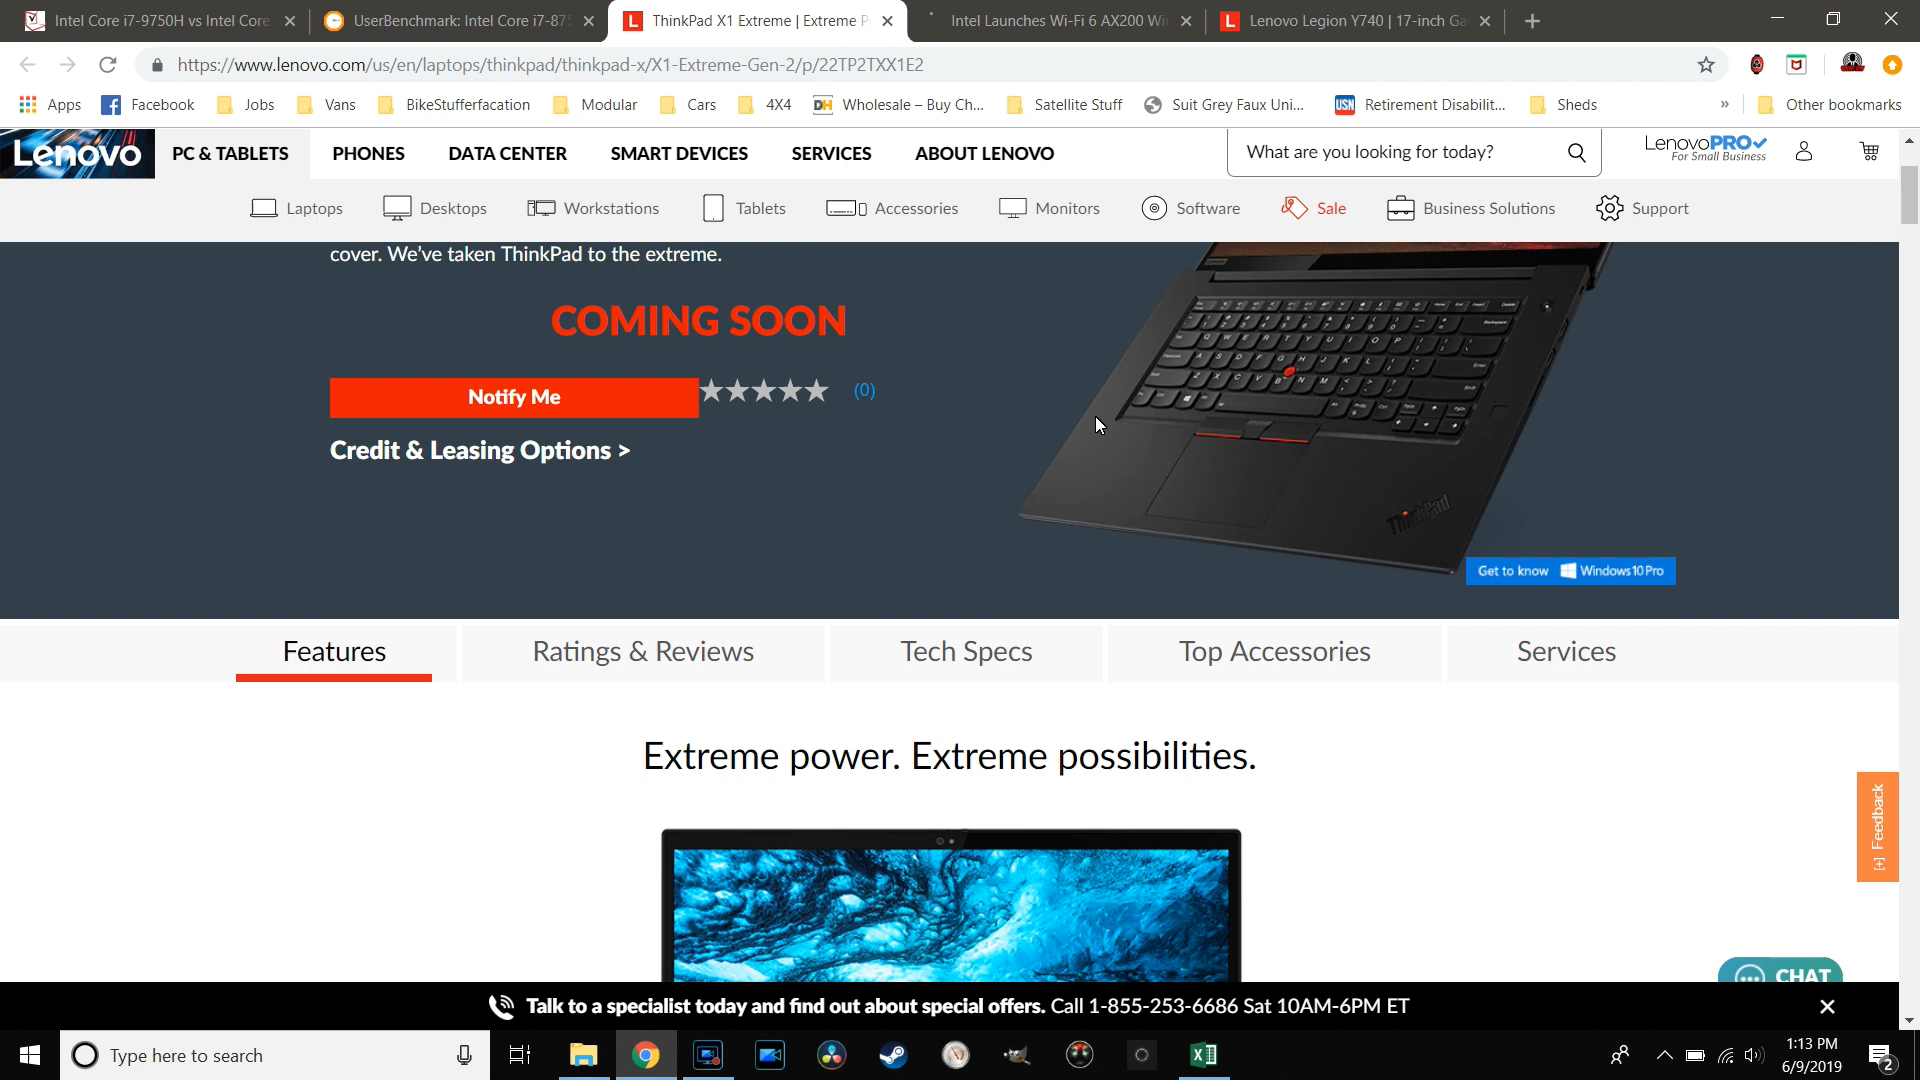 Intel Core i7-9750H vs Intel Core
UserBenchmark: Intel Core i7-87
ThinkPad X1 Extreme | Extreme P
Intel Launches Wi-Fi 6 AX200 Wi
Lenovo Legion Y740 | 17-inch Ga
https://www.lenovo.com/us/en/laptops/thinkpad/thinkpad-x/X1-Extreme-Gen-2/p/22TP2TXX1E2
Apps Facebook Jobs Vans BikeStufferfacation Modular Cars 4X4 DH Wholesale – Buy Ch... Satellite Stuff Suit Grey Faux Uni... USN Retirement Disabilit... Sheds » Other bookmarks
Lenovo PC & TABLETS PHONES DATA CENTER SMART DEVICES SERVICES ABOUT LENOVO
What are you looking for today?
LenovoPRO
For Small Business
Laptops Desktops Workstations Tablets Accessories Monitors Software Sale Business Solutions Support
cover. We've taken ThinkPad to the extreme.
COMING SOON
Notify Me
(0)
Credit & Leasing Options >
ThinkPad
Get to know Windows10 Pro
Features Ratings & Reviews Tech Specs Top Accessories Services
Extreme power. Extreme possibilities.
[+] Feedback
CHAT
Talk to a specialist today and find out about special offers. Call 1-855-253-6686 Sat 10AM-6PM ET
Type here to search
1:13 PM
6/9/2019
2